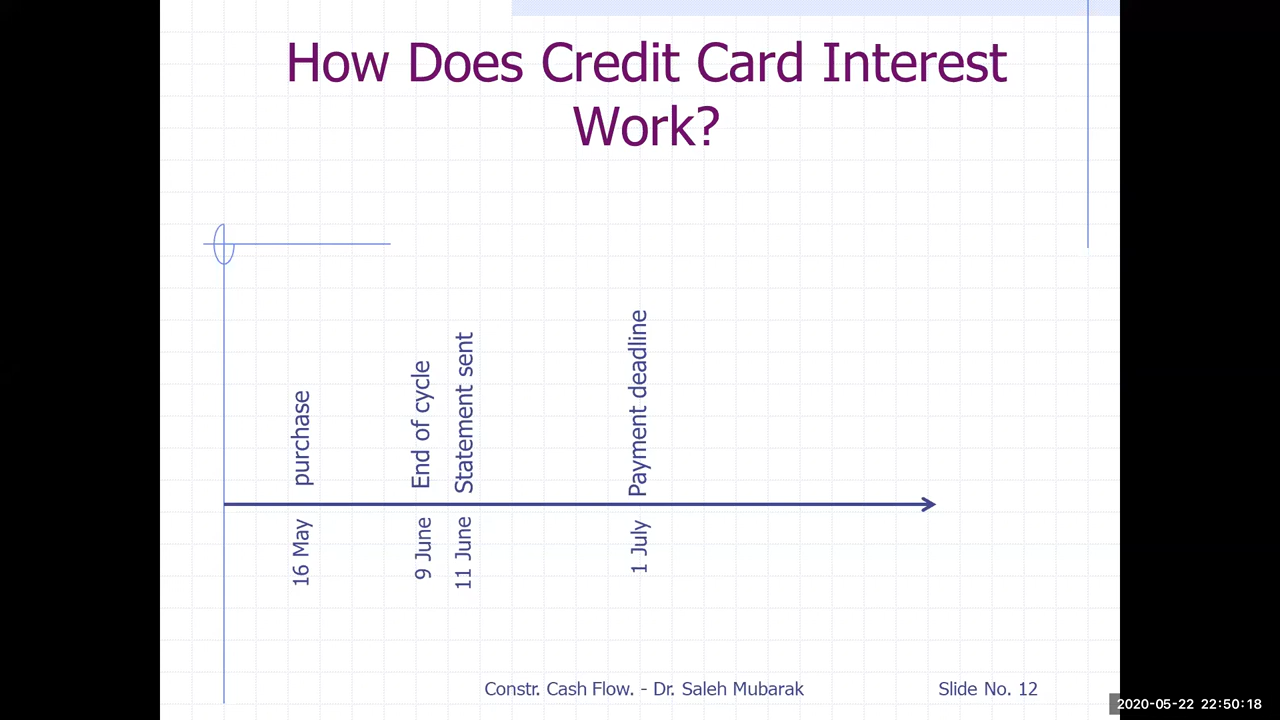 How Does Credit Card Interest
Work?
purchase
End of cycle
Statement sent
Payment deadline
16 May
9 June
11 June
1 July
Constr. Cash Flow. - Dr. Saleh Mubarak
Slide No. 12
2020-05-22 22:50:18